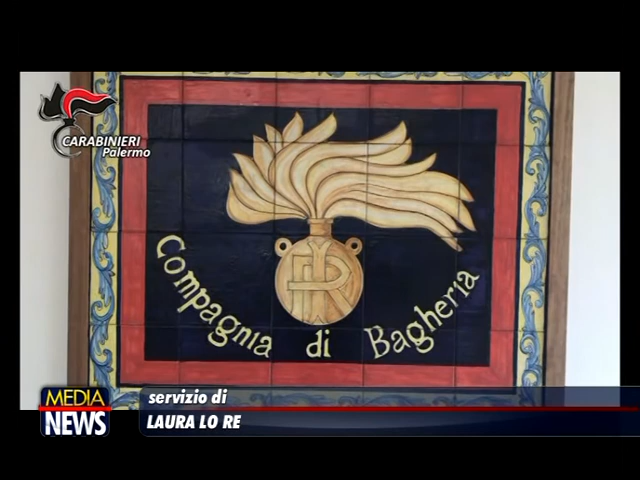 CARABINIERI
Palermo
RI
Compagnia di Bagheria
MEDIA
NEWS
servizio di
LAURA LO RE